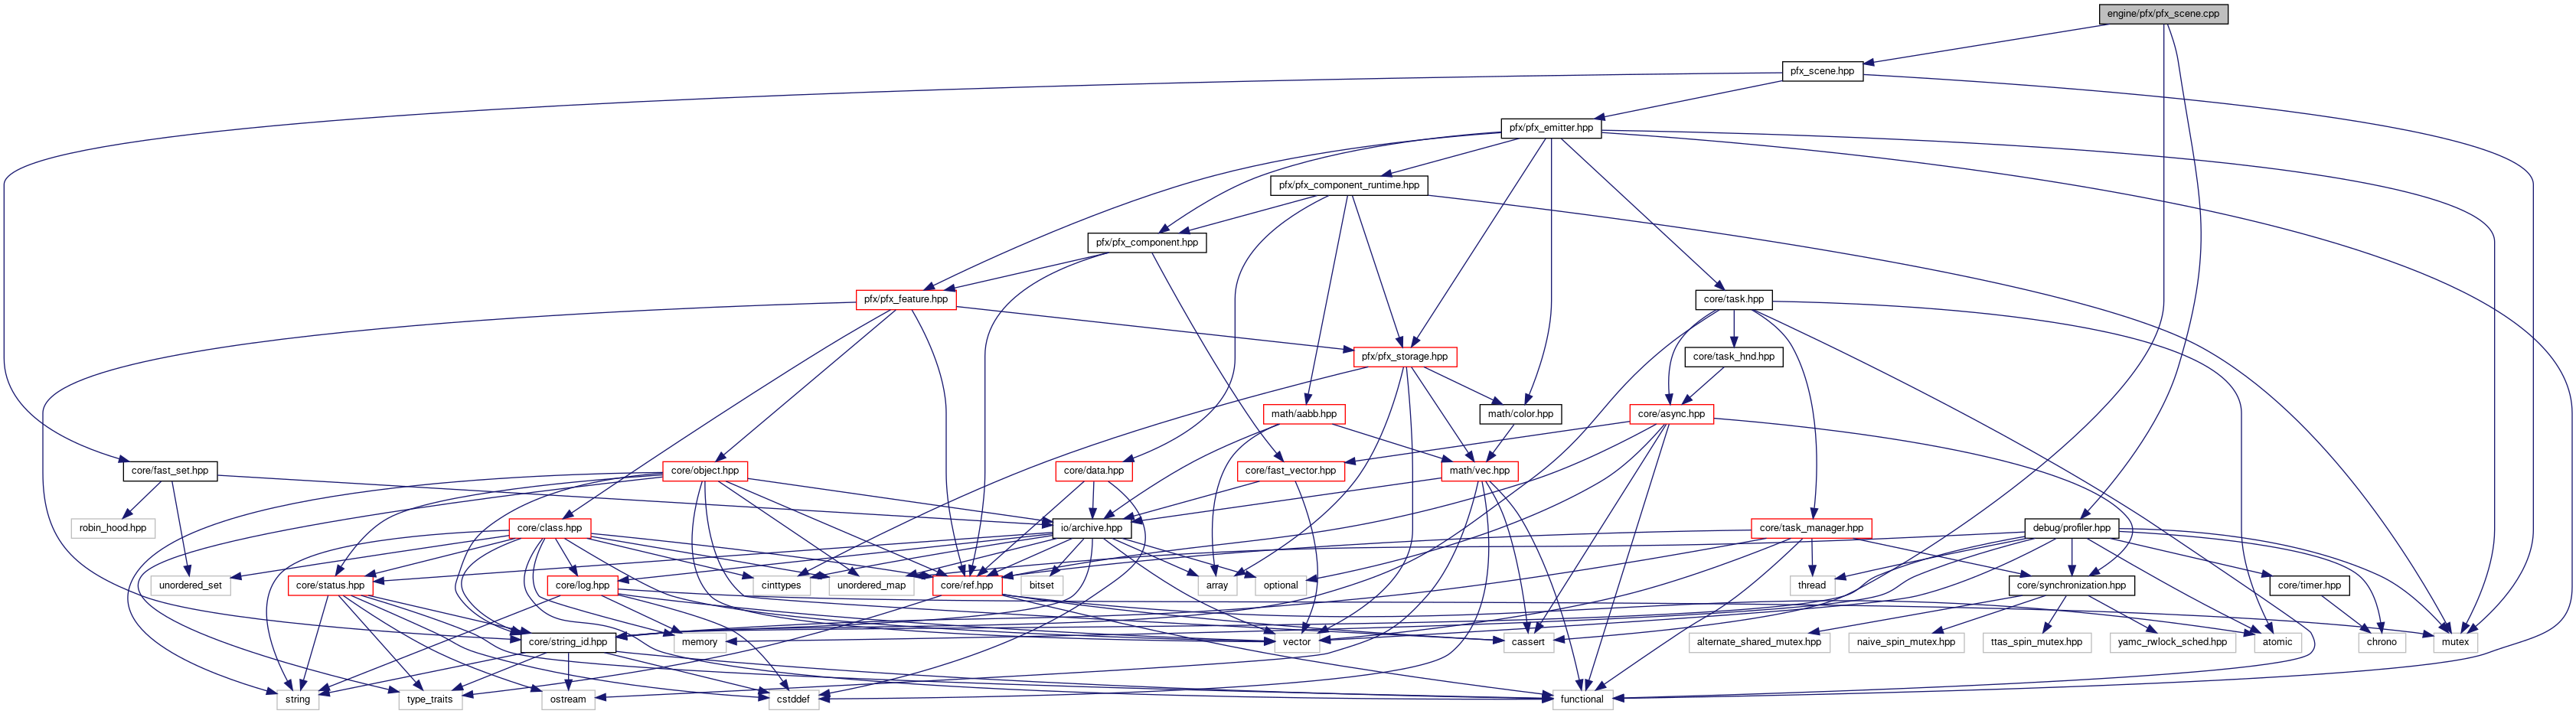 engine/pfx/pfx_scene.cpp
pfx_scene.hpp
pfx/pfx_emitter.hpp
pfx/pfx_component_runtime.hpp
pfx/pfx_component.hpp
pfx/pfx_feature.hpp
core/task.hpp
pfx/pfx_storage.hpp
core/task_hnd.hpp
math/aabb.hpp
math/color.hpp
core/async.hpp
core/fast_set.hpp
core/object.hpp
core/data.hpp
core/fast_vector.hpp
math/vec.hpp
robin_hood.hpp
core/class.hpp
io/archive.hpp
core/task_manager.hpp
debug/profiler.hpp
unordered_set
core/status.hpp
core/log.hpp
cinttypes
unordered_map
core/ref.hpp
bitset
array
optional
thread
core/synchronization.hpp
core/timer.hpp
core/string_id.hpp
memory
vector
cassert
alternate_shared_mutex.hpp
naive_spin_mutex.hpp
ttas_spin_mutex.hpp
yamc_rwlock_sched.hpp
atomic
chrono
mutex
string
type_traits
ostream
cstddef
functional